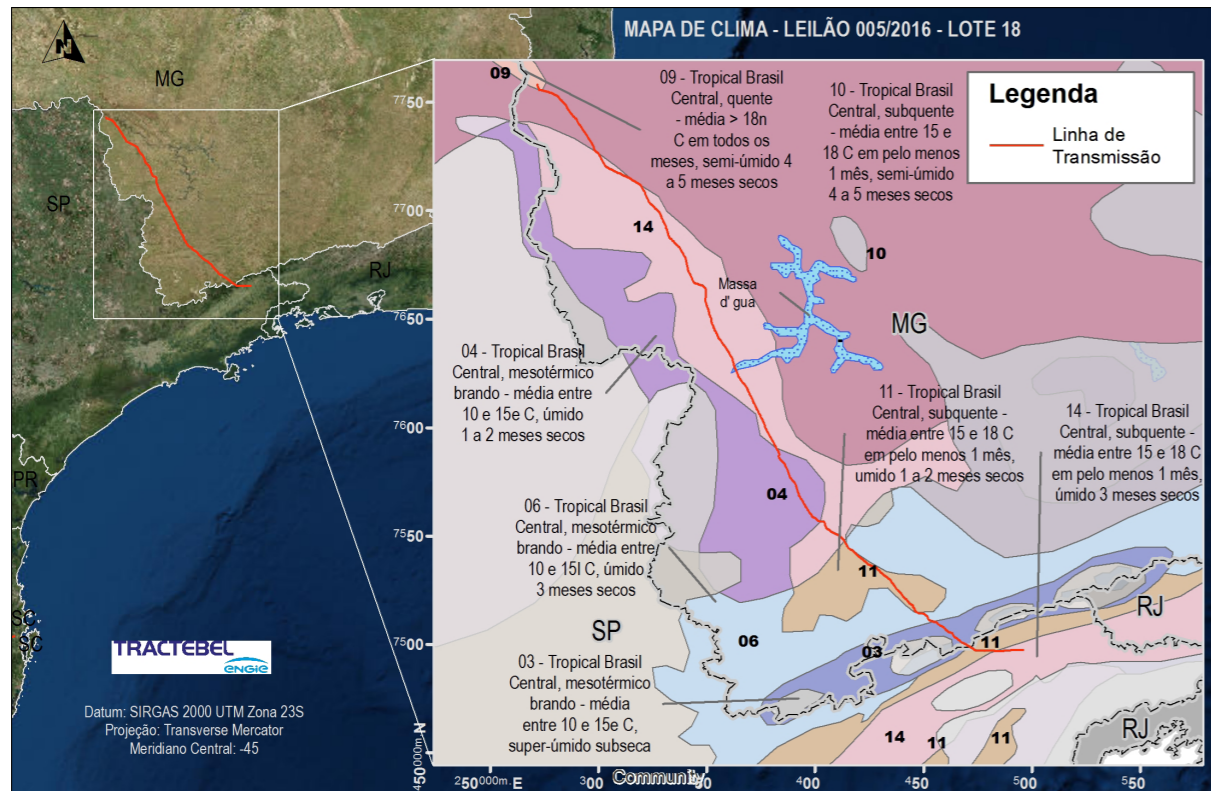 MAPA DE CLIMA - LEILÃO 005/2016 - LOTE 18
N
MG
SP
RJ
PR
SC
SC
TRACTEBEL
ENGIE
Datum: SIRGAS 2000 UTM Zona 23S
Projeção: Transverse Mercator
Meridiano Central: -45
09
09 - Tropical Brasil
Central, quente
- média > 18n
C em todos os
meses, semi-úmido 4
a 5 meses secos
10 - Tropical Brasil
Central, subquente
- média entre 15 e
18 C em pelo menos
1 mês, semi-úmido
4 a 5 meses secos
Legenda
Linha de
Transmissão
14
10
Massa
d' gua
MG
04 - Tropical Brasil
Central, mesotérmico
brando - média entre
10 e 15e C, úmido
1 a 2 meses secos
11 - Tropical Brasil
Central, subquente -
média entre 15 e 18 C
em pelo menos 1 mês,
umido 1 a 2 meses secos
14 - Tropical Brasil
Central, subquente -
média entre 15 e 18 C
em pelo menos 1 mês,
úmido 3 meses secos
04
06 - Tropical Brasil
Central, mesotérmico
brando - média entre
10 e 15l C, úmido
3 meses secos
11
RJ
SP
06
03
11
03 - Tropical Brasil
Central, mesotérmico
brando - média
entre 10 e 15e C,
super-úmido subseca
14
11
11
RJ
7750
7700
7650
7600
7550
7500
7450000m.N
250000m.E
300
350
400
450
500
550
Community